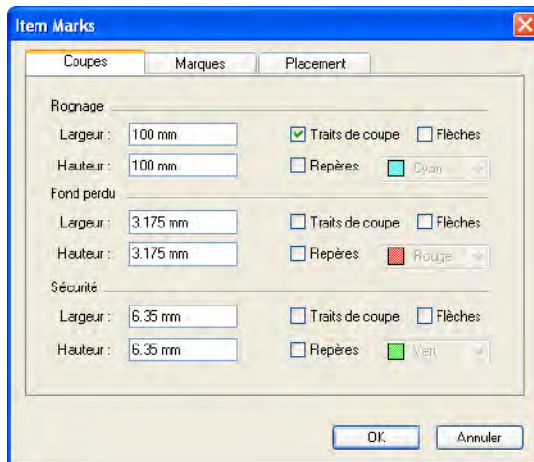 Item Marks
Coupes Marques Placement
Rognage
Largeur : 100 mm Traits de coupe Flèches
Hauteur : 100 mm Repères Cyan
Fond perdu
Largeur : 3.175 mm Traits de coupe Flèches
Hauteur : 3.175 mm Repères Rouge
Sécurité
Largeur : 6.35 mm Traits de coupe Flèches
Hauteur : 6.35 mm Repères Vert
OK Annuler